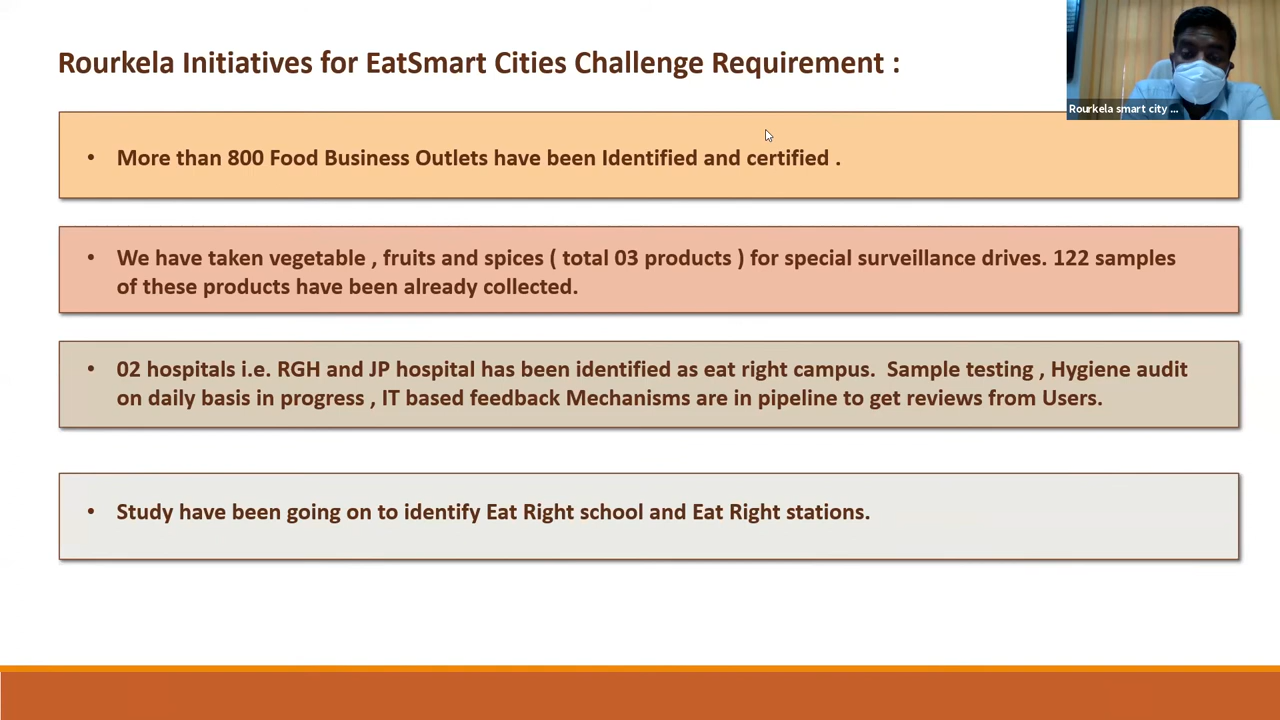 Rourkela Initiatives for EatSmart Cities Challenge Requirement :
Rourkela smart city ...
• More than 800 Food Business Outlets have been Identified and certified .
• We have taken vegetable , fruits and spices ( total 03 products ) for special surveillance drives. 122 samples
of these products have been already collected.
• 02 hospitals i.e. RGH and JP hospital has been identified as eat right campus.  Sample testing , Hygiene audit
on daily basis in progress , IT based feedback Mechanisms are in pipeline to get reviews from Users.
• Study have been going on to identify Eat Right school and Eat Right stations.